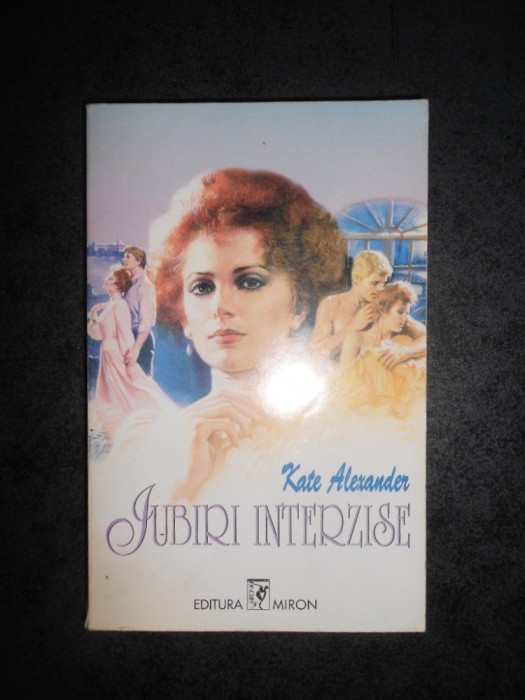 Kate Alexander
IUBIRI INTERZISE
EDITURA MIRON